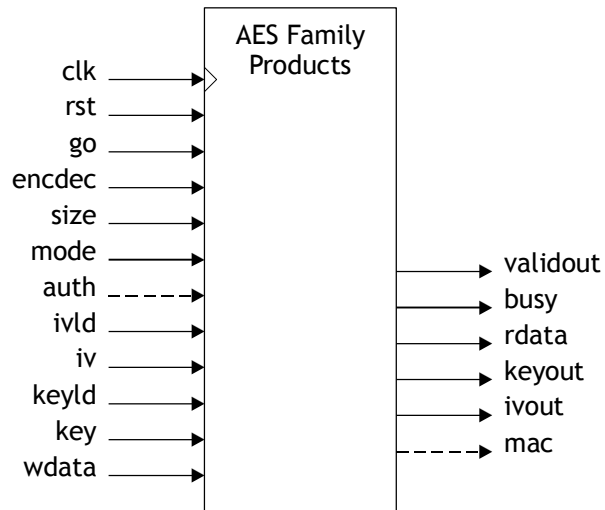 AES Family
Products
clk
rst
go
encdec
size
mode
auth
ivld
iv
keyld
key
wdata
validout
busy
rdata
keyout
ivout
mac